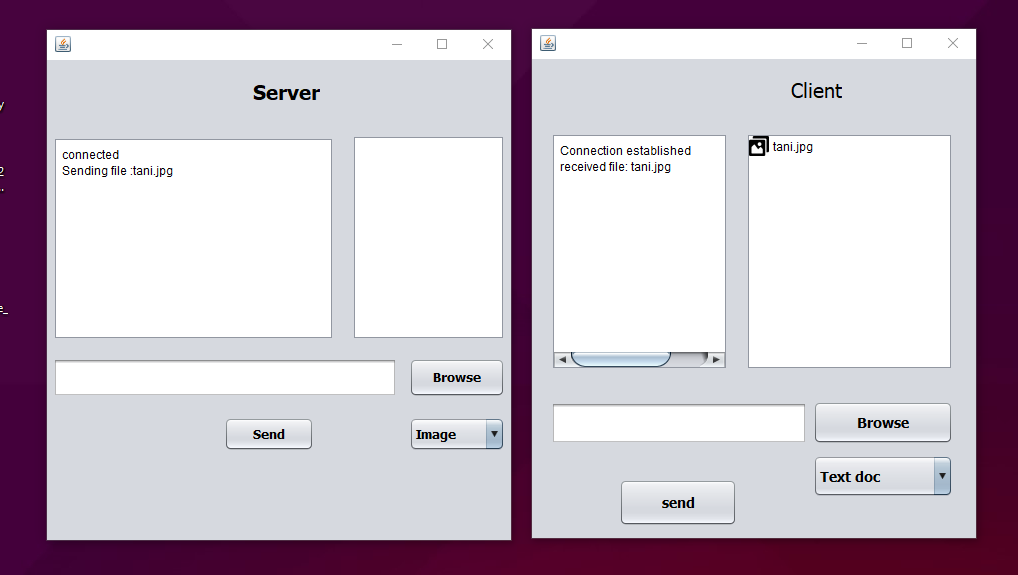 Server
connected
Sending file :tani.jpg
Browse
Send
Image
Client
Connection established
received file: tani.jpg
tani.jpg
Browse
Text doc
send